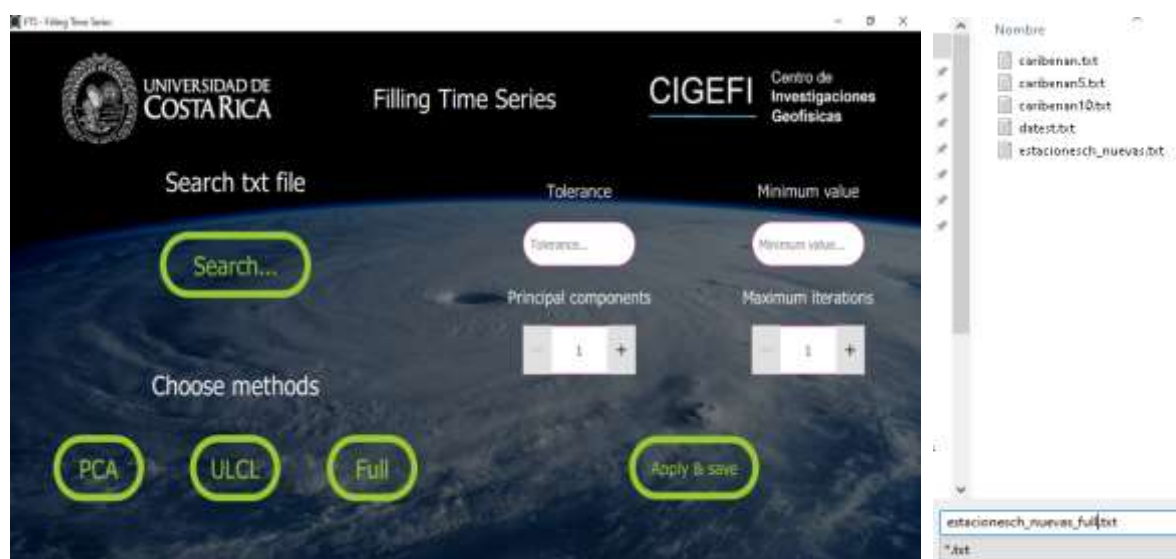 FTS - Filling Time Series
UNIVERSIDAD DE
COSTA RICA
Filling Time Series
CIGEFI
Centro de
Investigaciones
Geofísicas
Search txt file
Search...
Tolerance
Minimum value
Tolerance...
Minimum value...
Principal components
Maximum iterations
1
+
1
+
Choose methods
PCA
ULCL
Full
Apply & save
Nombre
caribenan.txt
caribenan5.txt
caribenan10.txt
datest.txt
estacionesch_nuevas.txt
estacionesch_nuevas_full.txt
*.txt